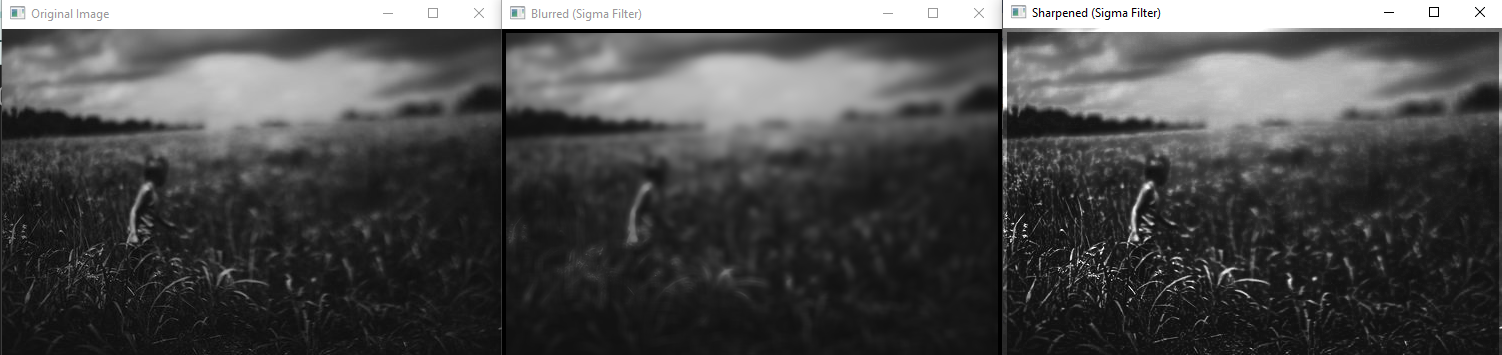 Original Image
Blurred (Sigma Filter)
Sharpened (Sigma Filter)